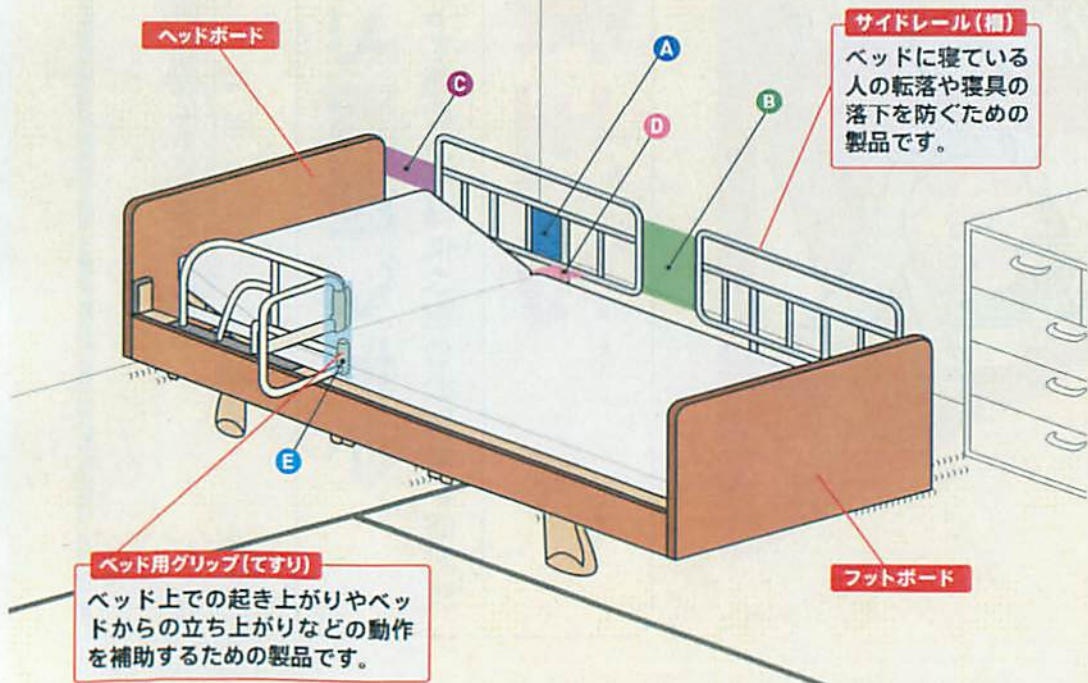 ヘッドボード
A
C
D
B
サイドレール(柵)
ベッドに寝ている
人の転落や寝具の
落下を防ぐための
製品です。
E
ベッド用グリップ(てすり)
ベッド上での起き上がりやベッ
ドからの立ち上がりなどの動作
を補助するための製品です。
フットボード